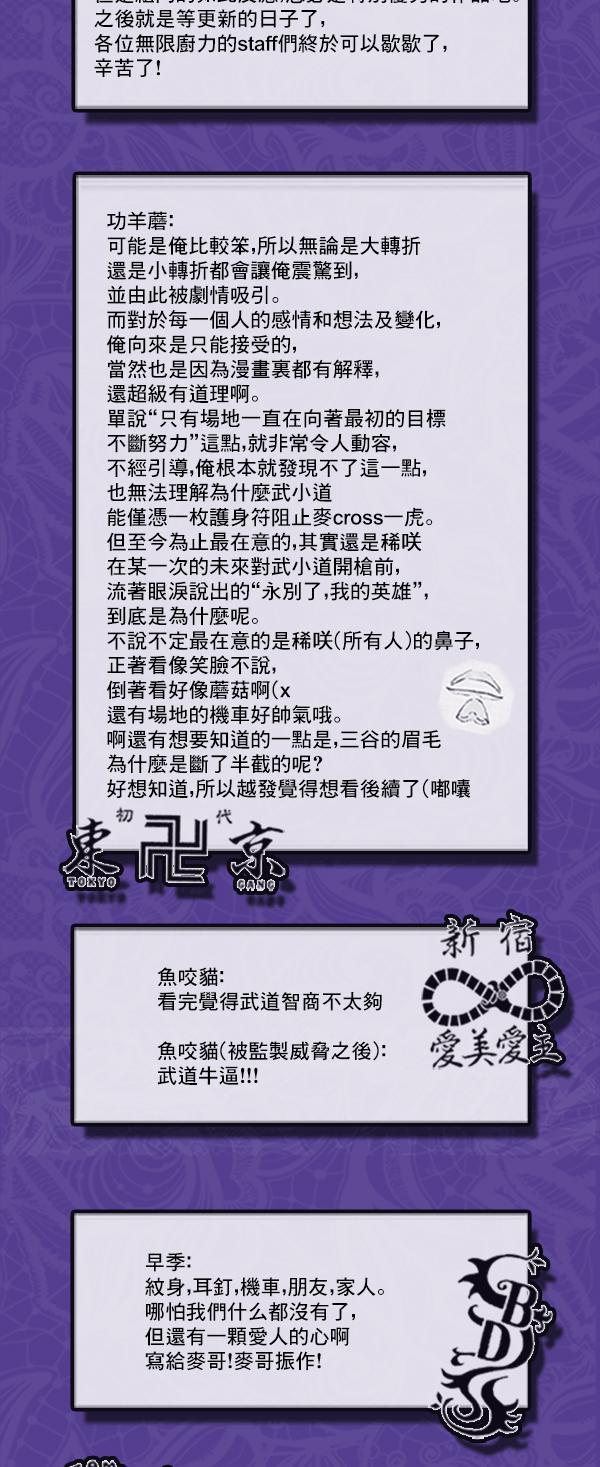 之後就是等更新的日子了，
各位無限廚力的staff們終於可以歇歇了，
辛苦了！
功羊蘑：
可能是俺比較笨，所以無論是大轉折
還是小轉折都會讓俺震驚到，
並由此被劇情吸引。
而對於每一個人的感情和想法及變化，
俺向來是只能接受的，
當然也是因為漫畫裏都有解釋，
還超級有道理啊。
單說“只有場地一直在向著最初的目標
不斷努力”這點，就非常令人動容，
不經引導，俺根本就發現不了這一點，
也無法理解為什麼武小道
能僅憑一枚護身符阻止麥cross一虎。
但至今為止最在意的，其實還是稀咲
在某一次的未來對武小道開槍前，
流著眼淚說出的“永別了，我的英雄”，
到底是為什麼呢。
不說不定最在意的是稀咲（所有人）的鼻子，
正著看像笑臉不說，
倒著看好像蘑菇啊（x
還有場地的機車好帥氣哦。
啊還有想要知道的一點是，三谷的眉毛
為什麼是斷了半截的呢？
好想知道，所以越發覺得想看後續了（嘟囔
初 代
東卍京
TOKYO GANG
新宿
愛美愛主
魚咬貓：
看完覺得武道智商不太夠
魚咬貓（被監製威脅之後）：
武道牛逼！！！
早季：
紋身，耳釘，機車，朋友，家人。
哪怕我們什么都沒有了，
但還有一顆愛人的心啊
寫給麥哥！麥哥振作！
BD